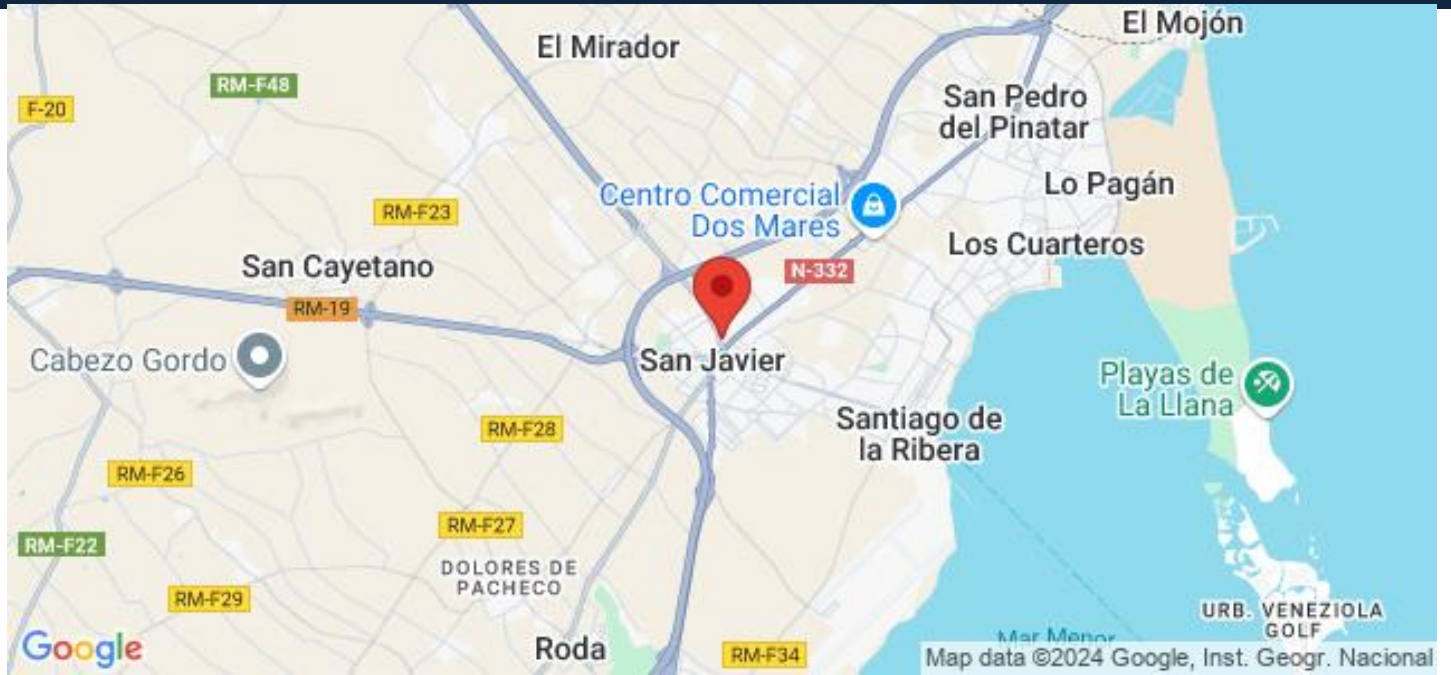 El Mojón
El Mirador
RM-F48
F-20
San Pedro
del Pinatar
Lo Pagán
Centro Comercial
Dos Mares
RM-F23
Los Cuarteros
San Cayetano
N-332
RM-19
Cabezo Gordo
San Javier
Playas de
La Llana
Santiago de
la Ribera
RM-F28
RM-F26
RM-F27
RM-F22
DOLORES DE
PACHECO
RM-F29
URB. VENEZIOLA
GOLF
Roda
Mar Menor
RM-F34
Google
Map data ©2024 Google, Inst. Geogr. Nacional